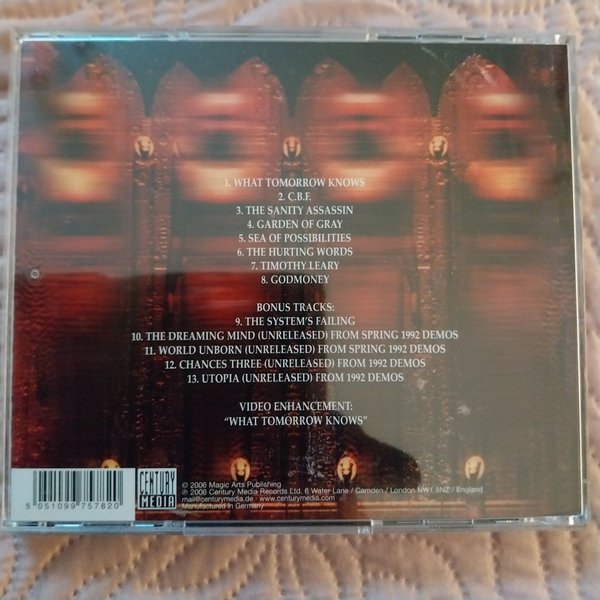 1. WHAT TOMORROW KNOWS
2. C.B.F.
3. THE SANITY ASSASSIN
4. GARDEN OF GRAY
5. SEA OF POSSIBILITIES
6. THE HURTING WORDS
7. TIMOTHY LEARY
8. GODMONEY
BONUS TRACKS:
9. THE SYSTEM'S FAILING
10. THE DREAMING MIND (UNRELEASED) FROM SPRING 1992 DEMOS
11. WORLD UNBORN (UNRELEASED) FROM SPRING 1992 DEMOS
12. CHANCES THREE (UNRELEASED) FROM 1992 DEMOS
13. UTOPIA (UNRELEASED) FROM 1992 DEMOS
VIDEO ENHANCEMENT:
"WHAT TOMORROW KNOWS"
5 051099 757820
CENTURY
MEDIA
© 2006 Magic Arts Publishing
℗ 2006 Century Media Records Ltd. 6 Water Lane / Camden / London NW1 8NZ / England
mail@centurymedia.de · www.centurymedia.com
Manufactured in Germany